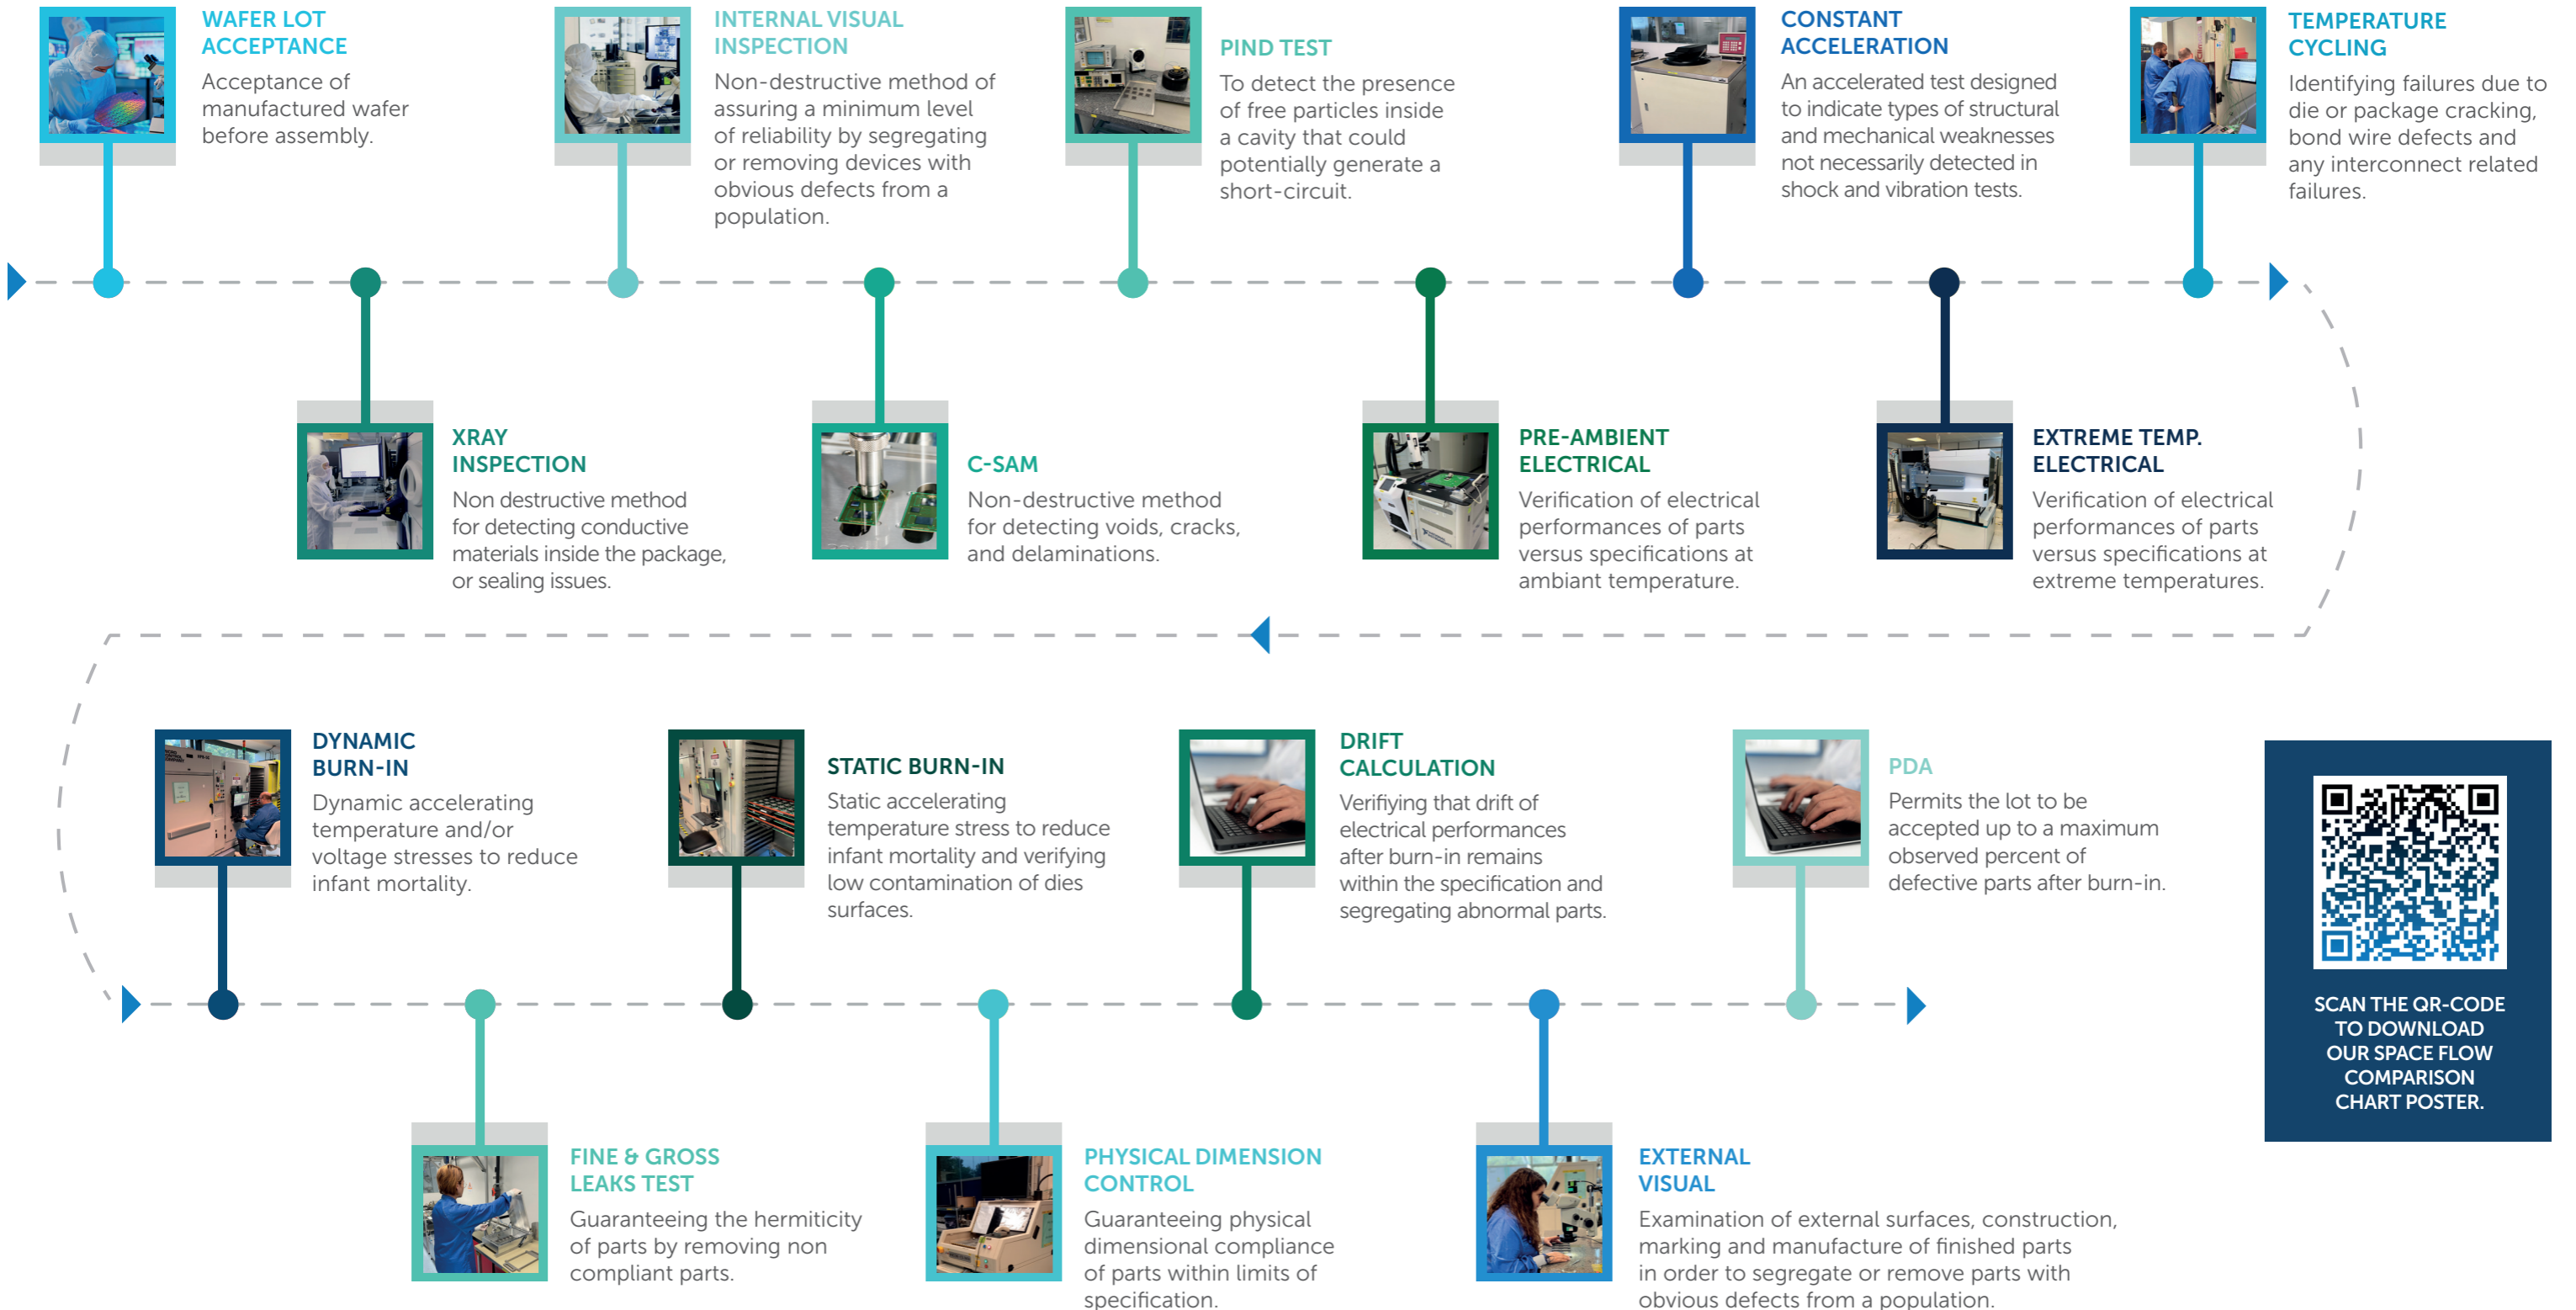 WAFER LOT
ACCEPTANCE
Acceptance of
manufactured wafer
before assembly.
XRAY
INSPECTION
Non destructive method
for detecting conductive
materials inside the package,
or sealing issues.
INTERNAL VISUAL
INSPECTION
Non-destructive method of
assuring a minimum level
of reliability by segregating
or removing devices with
obvious defects from a
population.
C-SAM
Non-destructive method
for detecting voids, cracks,
and delaminations.
PIND TEST
To detect the presence
of free particles inside
a cavity that could
potentially generate a
short-circuit.
PRE-AMBIENT
ELECTRICAL
Verification of electrical
performances of parts
versus specifications at
ambiant temperature.
CONSTANT
ACCELERATION
An accelerated test designed
to indicate types of structural
and mechanical weaknesses
not necessarily detected in
shock and vibration tests.
EXTREME TEMP.
ELECTRICAL
Verification of electrical
performances of parts
versus specifications at
extreme temperatures.
TEMPERATURE
CYCLING
Identifying failures due to
die or package cracking,
bond wire defects and
any interconnect related
failures.
DYNAMIC
BURN-IN
Dynamic accelerating
temperature and/or
voltage stresses to reduce
infant mortality.
FINE & GROSS
LEAKS TEST
Guaranteeing the hermiticity
of parts by removing non
compliant parts.
STATIC BURN-IN
Static accelerating
temperature stress to reduce
infant mortality and verifying
low contamination of dies
surfaces.
PHYSICAL DIMENSION
CONTROL
Guaranteeing physical
dimensional compliance
of parts within limits of
specification.
DRIFT
CALCULATION
Verifiying that drift of
electrical performances
after burn-in remains
within the specification and
segregating abnormal parts.
EXTERNAL
VISUAL
Examination of external surfaces, construction,
marking and manufacture of finished parts
in order to segregate or remove parts with
obvious defects from a population.
PDA
Permits the lot to be
accepted up to a maximum
observed percent of
defective parts after burn-in.
SCAN THE QR-CODE
TO DOWNLOAD
OUR SPACE FLOW
COMPARISON
CHART POSTER.